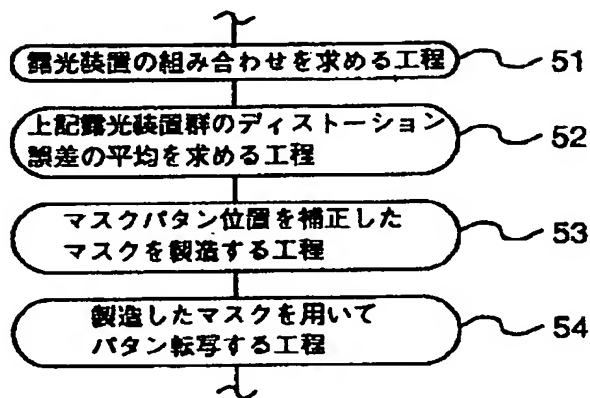 露光装置の組み合わせを求める工程 51
上記露光装置群のディストーション
誤差の平均を求める工程 52
マスクパタン位置を補正した
マスクを製造する工程 53
製造したマスクを用いて
パタン転写する工程 54